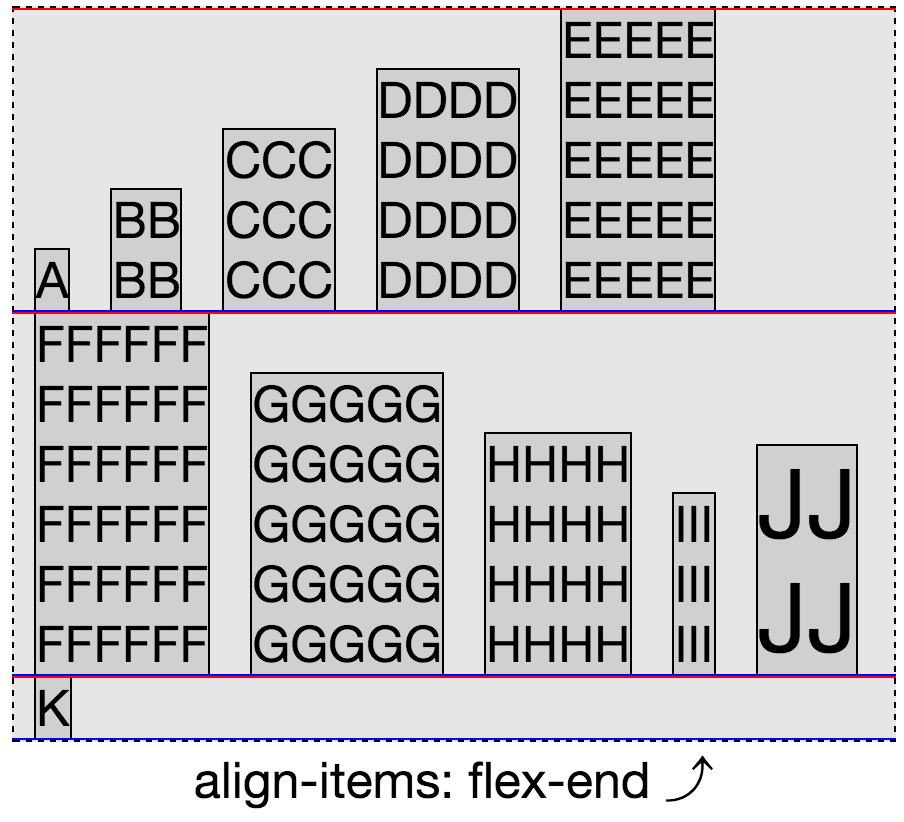 A
BB
BB
CCC
CCC
CCC
DDDD
DDDD
DDDD
DDDD
EEEEE
EEEEE
EEEEE
EEEEE
EEEEE
FFFFFF
FFFFFF
FFFFFF
FFFFFF
FFFFFF
FFFFFF
GGGGG
GGGGG
GGGGG
GGGGG
GGGGG
HHHH
HHHH
HHHH
HHHH
III
III
III
JJ
JJ
K
align-items: flex-end